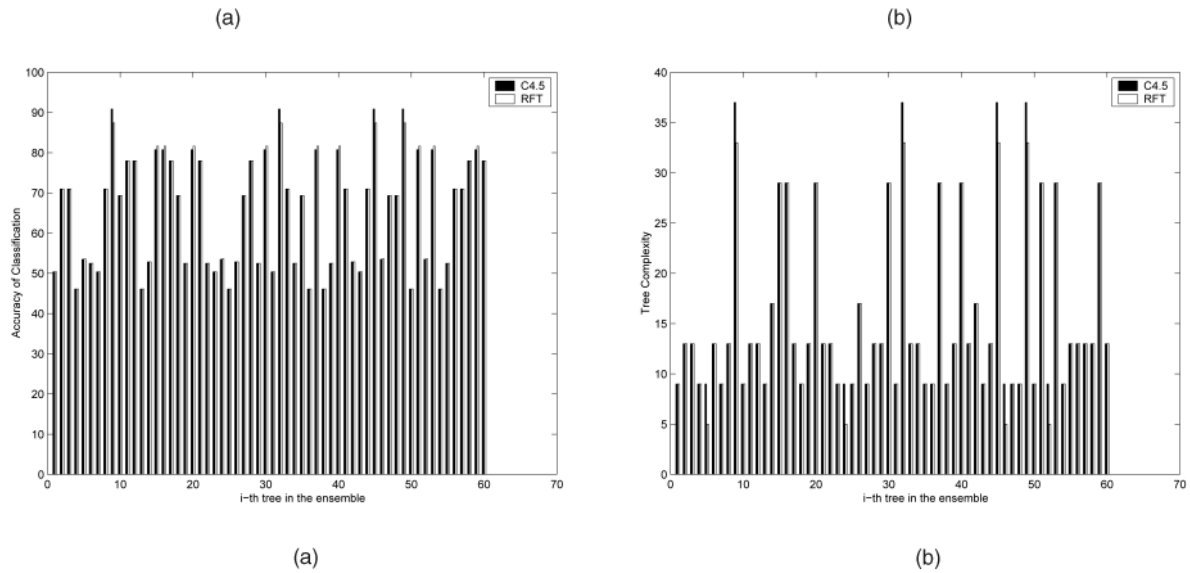 (a)
(b)
100
90
80
70
60
50
40
30
20
10
0
Accuracy of Classification
C4.5
RFT
0 10 20 30 40 50 60 70
i-th tree in the ensemble
(a)
40
35
30
25
20
15
10
5
0
Tree Complexity
C4.5
RFT
0 10 20 30 40 50 60 70
i-th tree in the ensemble
(b)